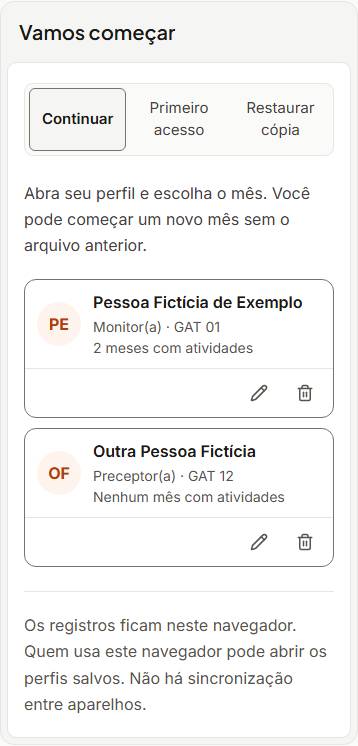 Vamos começar
Continuar
Primeiro
acesso
Restaurar
cópia
Abra seu perfil e escolha o mês. Você
pode começar um novo mês sem o
arquivo anterior.
PE
Pessoa Fictícia de Exemplo
Monitor(a) · GAT 01
2 meses com atividades
OF
Outra Pessoa Fictícia
Preceptor(a) · GAT 12
Nenhum mês com atividades
Os registros ficam neste navegador.
Quem usa este navegador pode abrir os
perfis salvos. Não há sincronização
entre aparelhos.